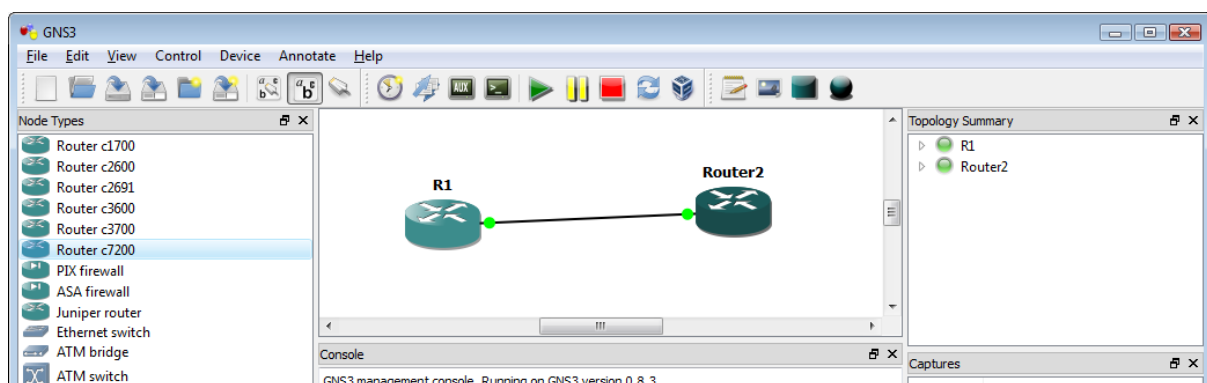 GNS3
File Edit View Control Device Annotate Help
AUX
Node Types
Router c1700
Router c2600
Router c2691
Router c3600
Router c3700
Router c7200
PIX firewall
ASA firewall
Juniper router
Ethernet switch
ATM bridge
ATM switch
R1
Router2
Topology Summary
R1
Router2
Console
GNS3 management console. Running on GNS3 version 0.8.3
Captures